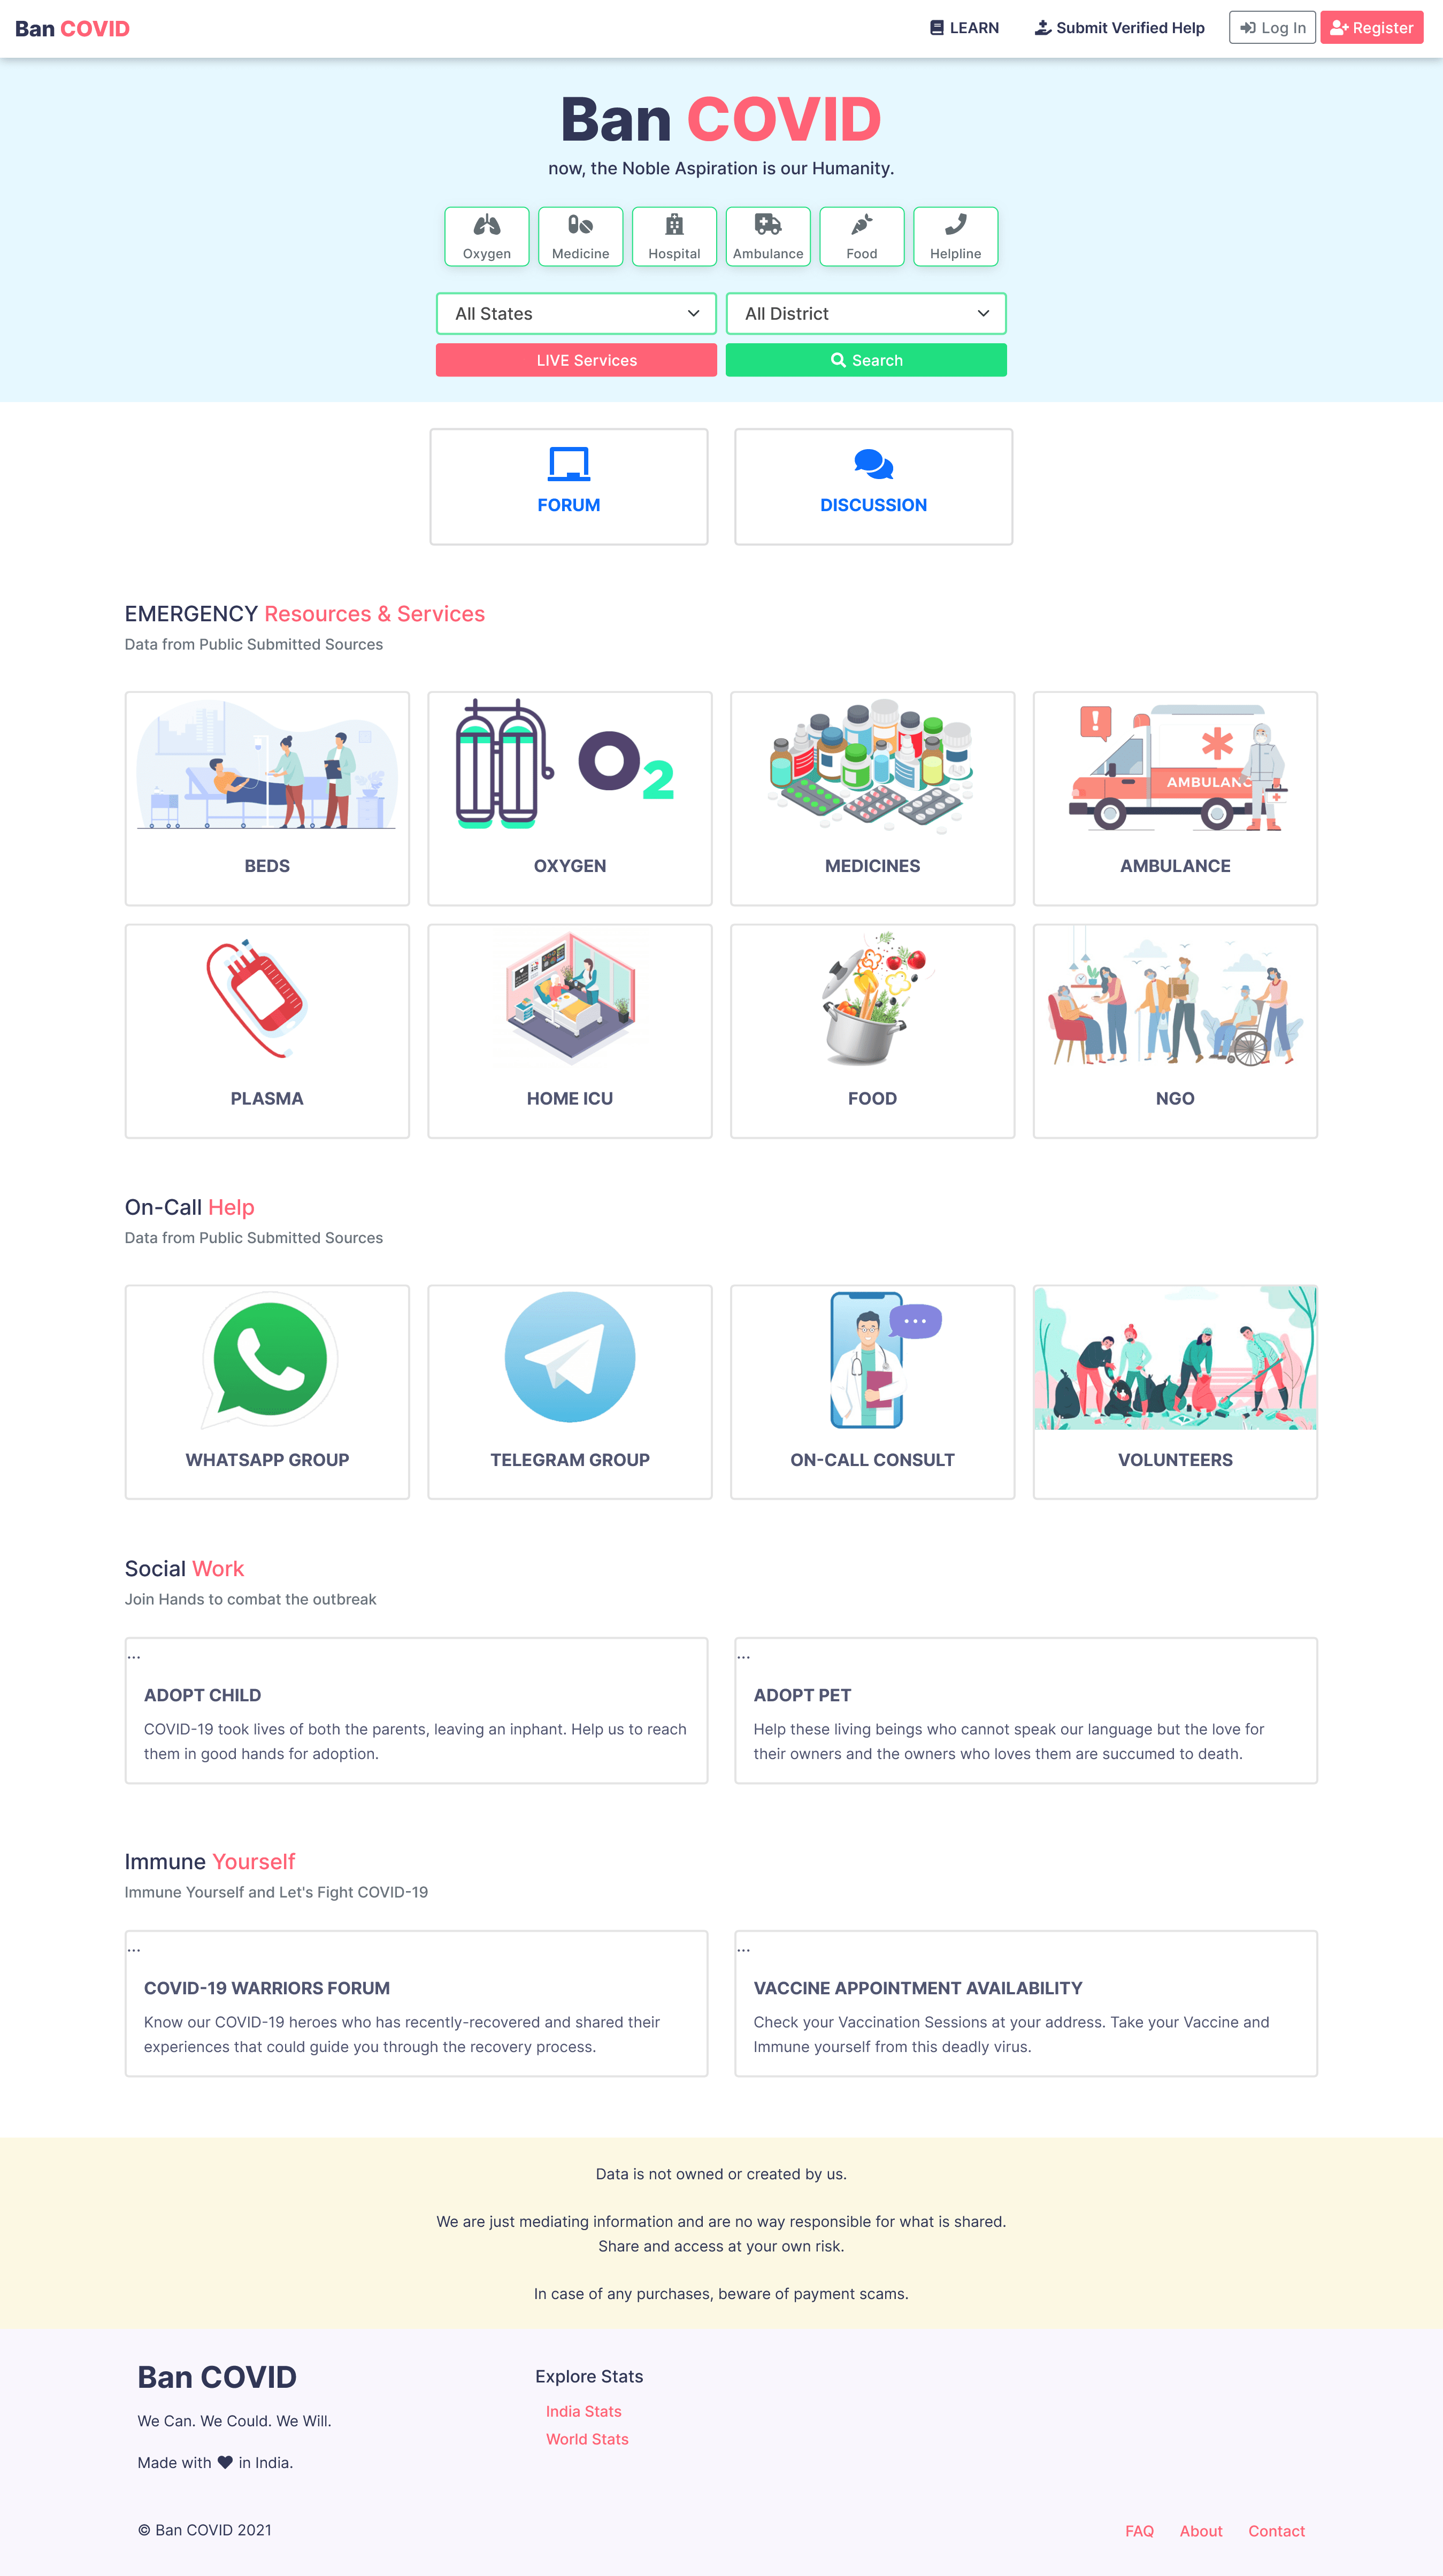 Ban COVID
LEARN
Submit Verified Help
Log In
Register
Ban COVID
now, the Noble Aspiration is our Humanity.
Oxygen
Medicine
Hospital
Ambulance
Food
Helpline
All States
All District
LIVE Services
Search
FORUM
DISCUSSION
EMERGENCY Resources & Services
Data from Public Submitted Sources
O2
!
AMBULANC
BEDS
OXYGEN
MEDICINES
AMBULANCE
PLASMA
HOME ICU
FOOD
NGO
On-Call Help
Data from Public Submitted Sources
WHATSAPP GROUP
TELEGRAM GROUP
ON-CALL CONSULT
VOLUNTEERS
Social Work
Join Hands to combat the outbreak
...
ADOPT CHILD
COVID-19 took lives of both the parents, leaving an inphant. Help us to reach
them in good hands for adoption.
...
ADOPT PET
Help these living beings who cannot speak our language but the love for
their owners and the owners who loves them are succumed to death.
Immune Yourself
Immune Yourself and Let's Fight COVID-19
...
COVID-19 WARRIORS FORUM
Know our COVID-19 heroes who has recently-recovered and shared their
experiences that could guide you through the recovery process.
...
VACCINE APPOINTMENT AVAILABILITY
Check your Vaccination Sessions at your address. Take your Vaccine and
Immune yourself from this deadly virus.
Data is not owned or created by us.
We are just mediating information and are no way responsible for what is shared.
Share and access at your own risk.
In case of any purchases, beware of payment scams.
Ban COVID
We Can. We Could. We Will.
Made with ♥ in India.
Explore Stats
India Stats
World Stats
© Ban COVID 2021
FAQ
About
Contact